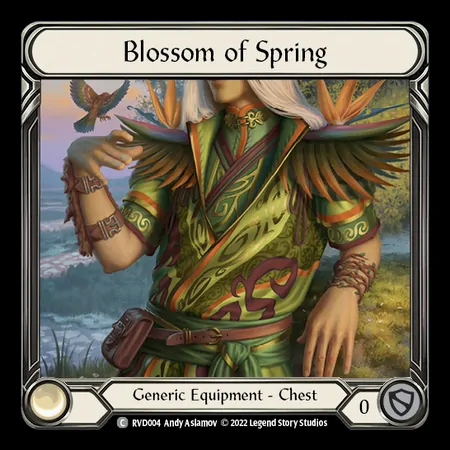 Blossom of Spring
Generic Equipment - Chest
0
C RVD004 Andy Aslamov © 2022 Legend Story Studios